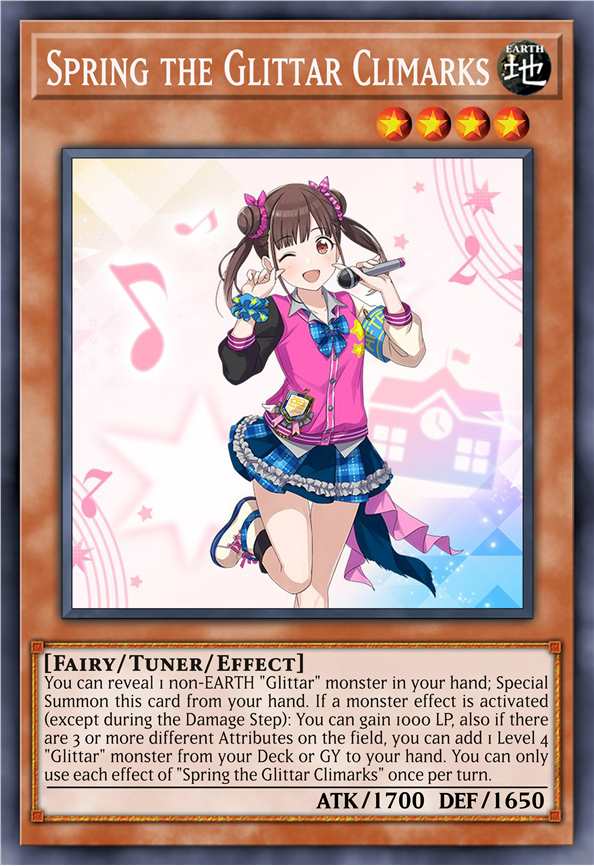 Spring the Glittar Climarks
EARTH
地
[Fairy/Tuner/Effect]
You can reveal 1 non-EARTH "Glittar" monster in your hand; Special
Summon this card from your hand. If a monster effect is activated
(except during the Damage Step): You can gain 1000 LP, also if there
are 3 or more different Attributes on the field, you can add 1 Level 4
"Glittar" monster from your Deck or GY to your hand. You can only
use each effect of "Spring the Glittar Climarks" once per turn.
ATK/1700 DEF/1650